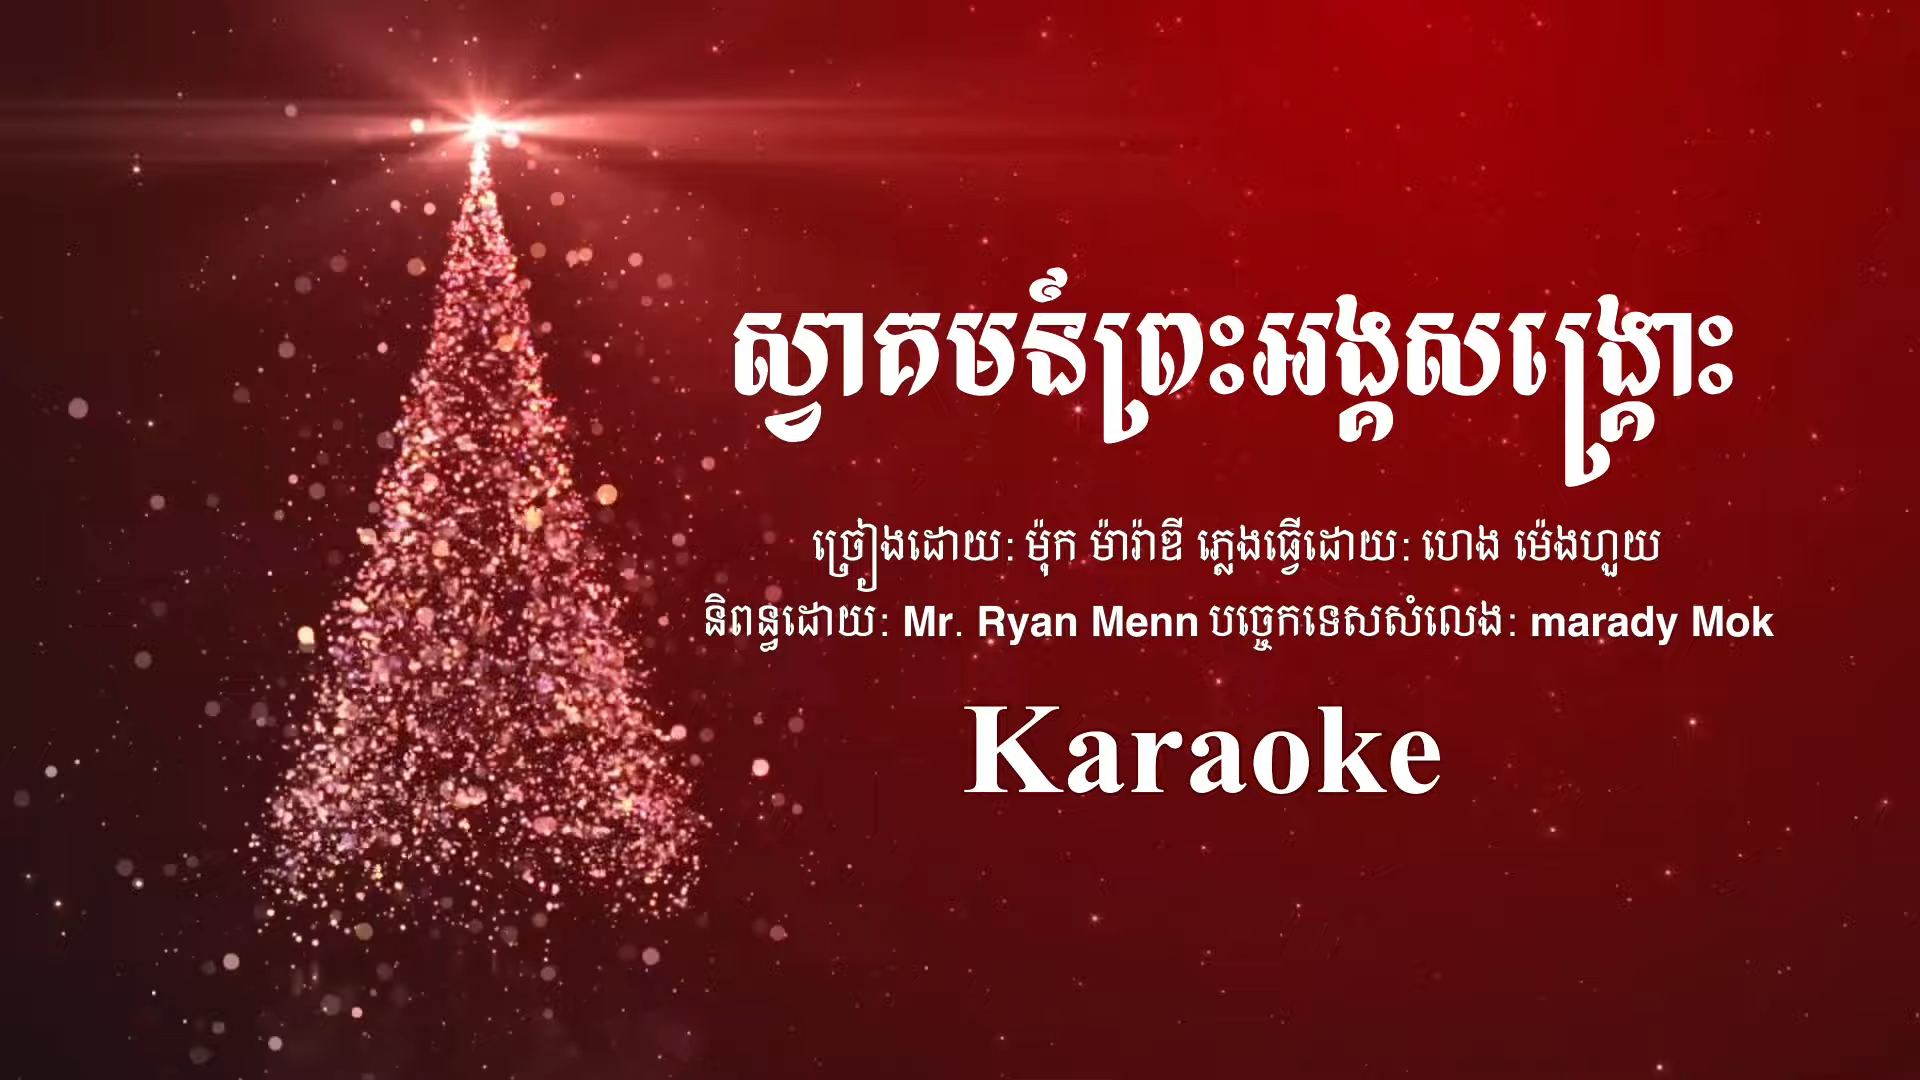 ស្វាគមន៍ព្រះអង្គសង្គ្រោះ
ច្រៀងដោយ: ម៉ុក ម៉ារ៉ាឌី ភ្លេងធ្វើដោយ: ហេង ម៉េងហួយ
និពន្ធដោយ: Mr. Ryan Menn បច្ចេកទេសសំលេង: marady Mok
Karaoke